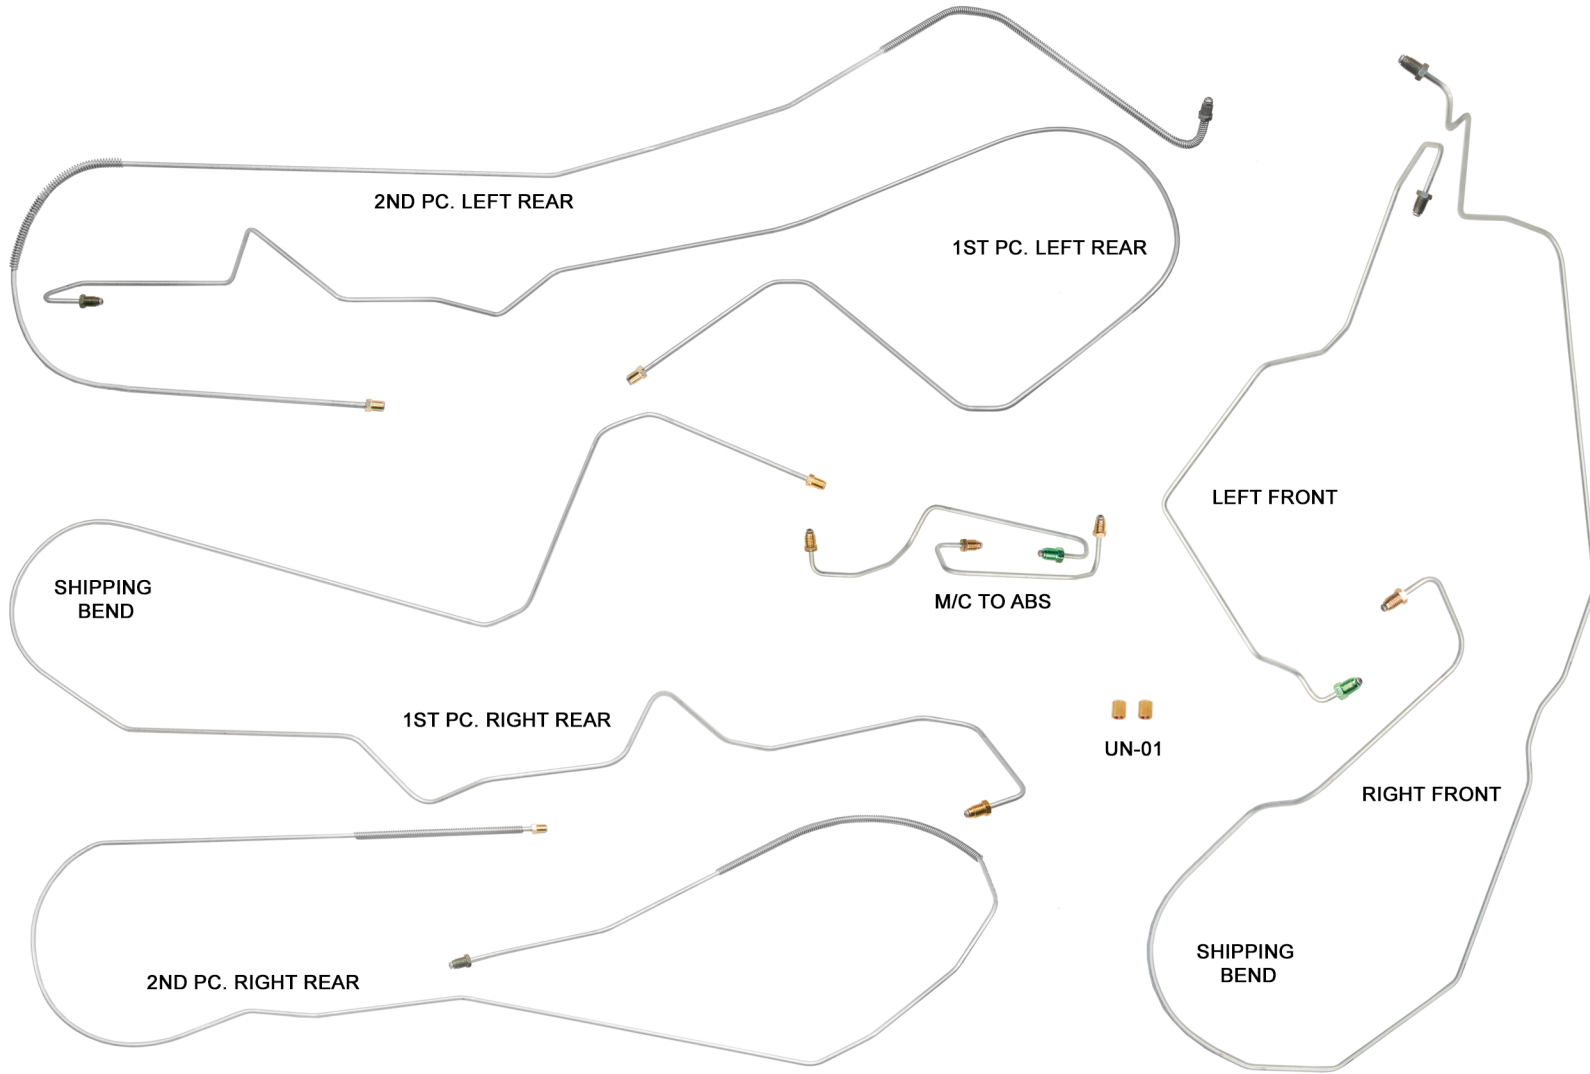 2ND PC. LEFT REAR
1ST PC. LEFT REAR
LEFT FRONT
SHIPPING
BEND
M/C TO ABS
1ST PC. RIGHT REAR
UN-01
RIGHT FRONT
2ND PC. RIGHT REAR
SHIPPING
BEND